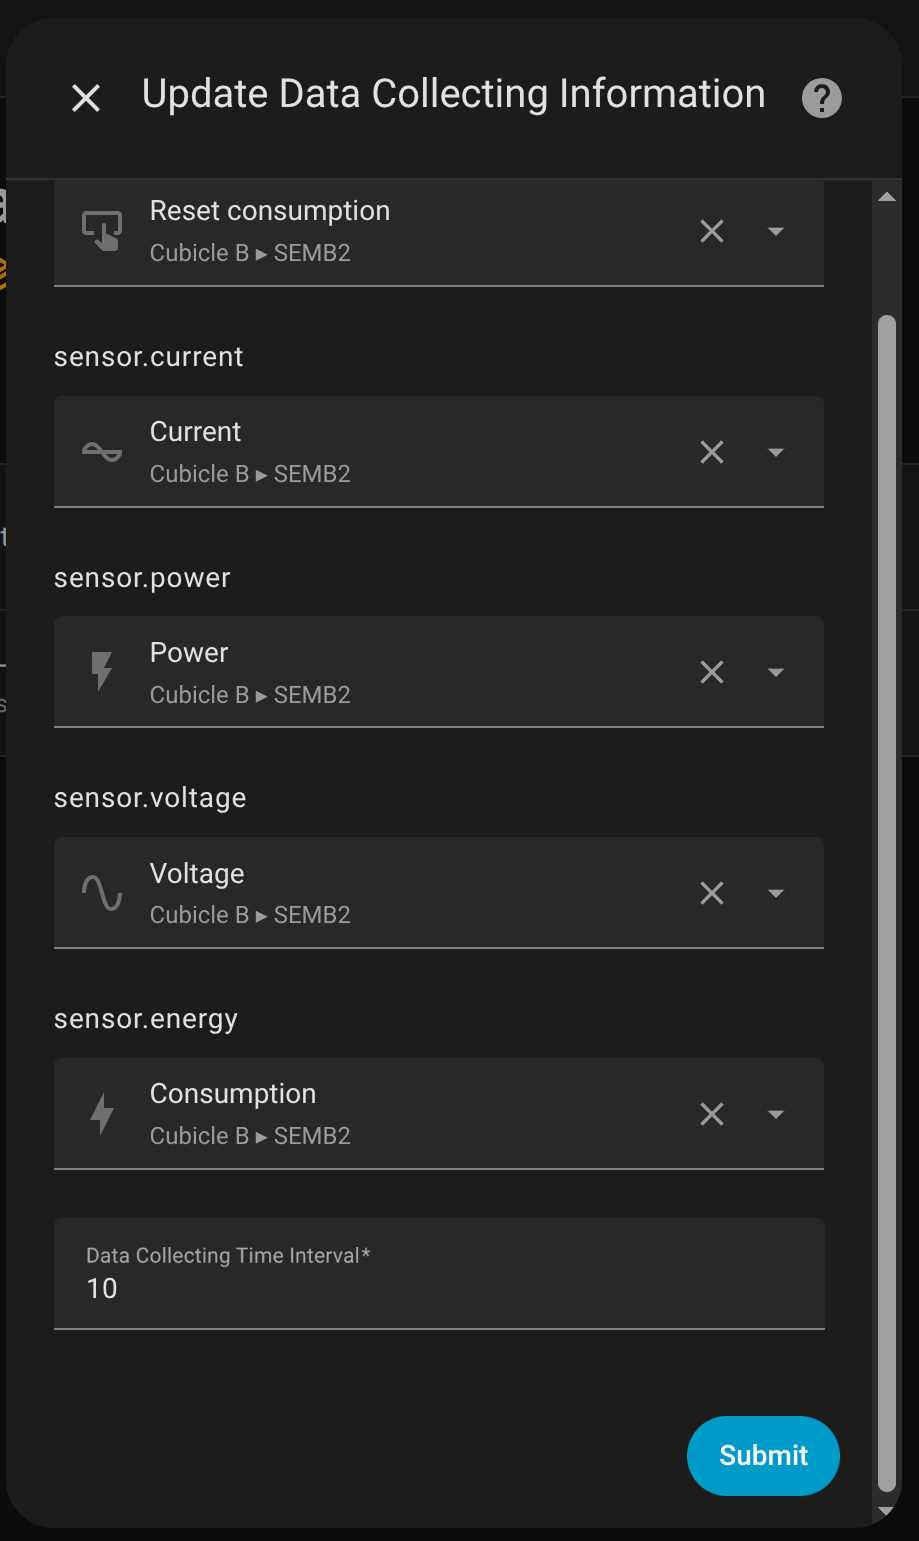 Update Data Collecting Information
Reset consumption
Cubicle B ▸ SEMB2
sensor.current
Current
Cubicle B ▸ SEMB2
sensor.power
Power
Cubicle B ▸ SEMB2
sensor.voltage
Voltage
Cubicle B ▸ SEMB2
sensor.energy
Consumption
Cubicle B ▸ SEMB2
Data Collecting Time Interval*
10
Submit